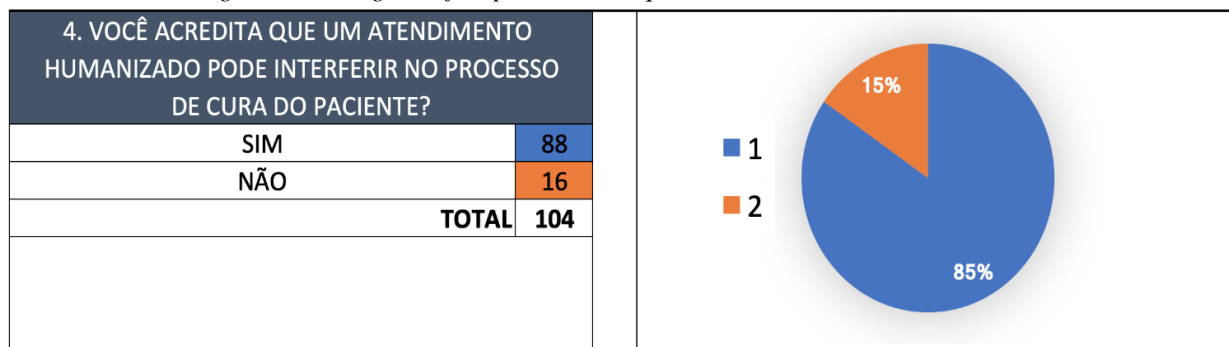 4. VOCÊ ACREDITA QUE UM ATENDIMENTO
HUMANIZADO PODE INTERFERIR NO PROCESSO
DE CURA DO PACIENTE?
SIM 88
NÃO 16
TOTAL 104
15%
1
2
85%